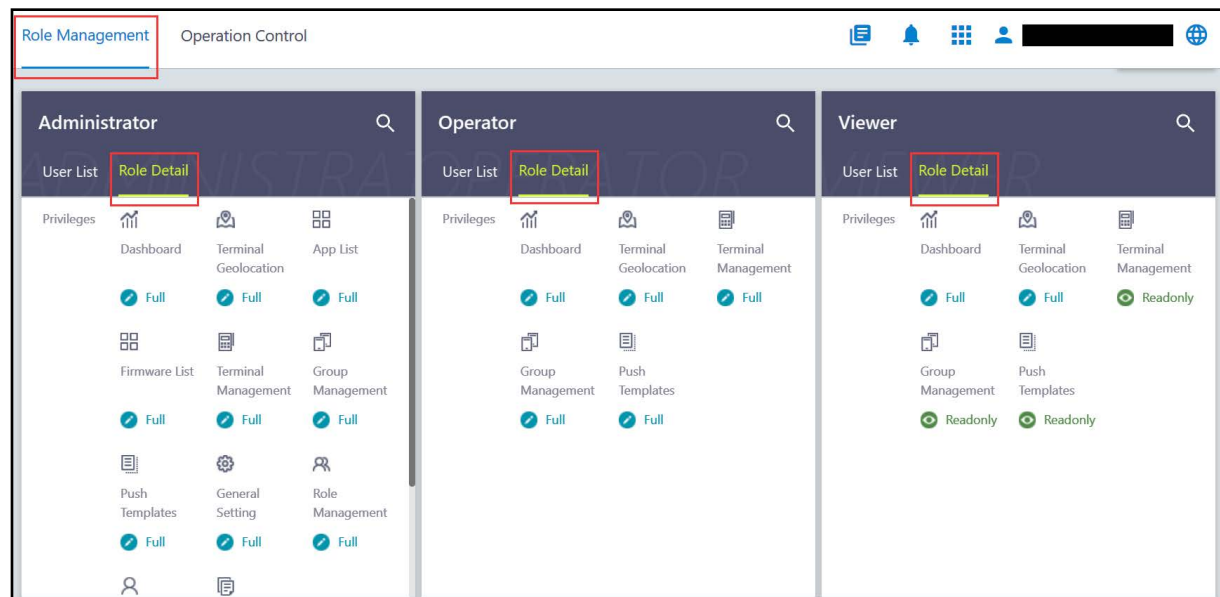 Role Management Operation Control
Administrator
User List Role Detail
Privileges
Dashboard Terminal Geolocation App List
Full Full Full
Firmware List Terminal Management Group Management
Full Full Full
Push Templates General Setting Role Management
Full Full Full
ADMINISTRA
Operator
User List Role Detail
Privileges
Dashboard Terminal Geolocation Terminal Management
Full Full Full
Group Management Push Templates
Full Full
OPERATOR
Viewer
User List Role Detail
Privileges
Dashboard Terminal Geolocation Terminal Management
Full Full Readonly
Group Management Push Templates
Readonly Readonly
VIEWER